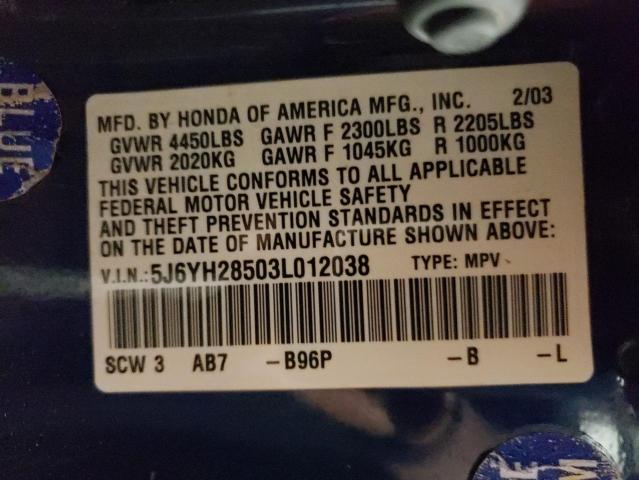 BLUE
MFD. BY HONDA OF AMERICA MFG., INC. 2/03
GVWR 4450LBS GAWR F 2300LBS R 2205LBS
GVWR 2020KG GAWR F 1045KG R 1000KG
THIS VEHICLE CONFORMS TO ALL APPLICABLE
FEDERAL MOTOR VEHICLE SAFETY
AND THEFT PREVENTION STANDARDS IN EFFECT
ON THE DATE OF MANUFACTURE SHOWN ABOVE:
V.I.N.:5J6YH28503L012038 TYPE: MPV
SCW 3 AB7 -B96P -B -L